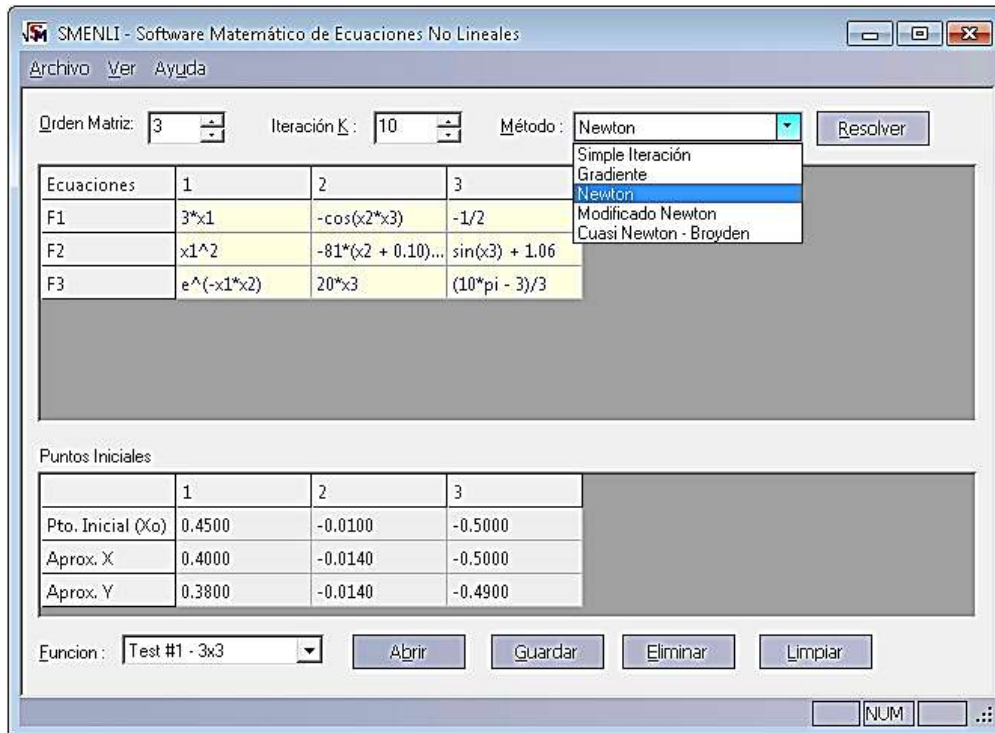 SMENLI - Software Matemático de Ecuaciones No Lineales
Archivo Ver Ayuda
Orden Matriz: 3 Iteración K : 10 Método : Newton Resolver
Simple Iteración
Gradiente
Newton
Modificado Newton
Cuasi Newton - Broyden
Ecuaciones 1 2 3
F1 3*x1 -cos(x2*x3) -1/2
F2 x1^2 -81*(x2 + 0.10)... sin(x3) + 1.06
F3 e^(-x1*x2) 20*x3 (10*pi - 3)/3
Puntos Iniciales
1 2 3
Pto. Inicial (Xo) 0.4500 -0.0100 -0.5000
Aprox. X 0.4000 -0.0140 -0.5000
Aprox. Y 0.3800 -0.0140 -0.4900
Funcion : Test #1 - 3x3 Abrir Guardar Eliminar Limpiar
NUM